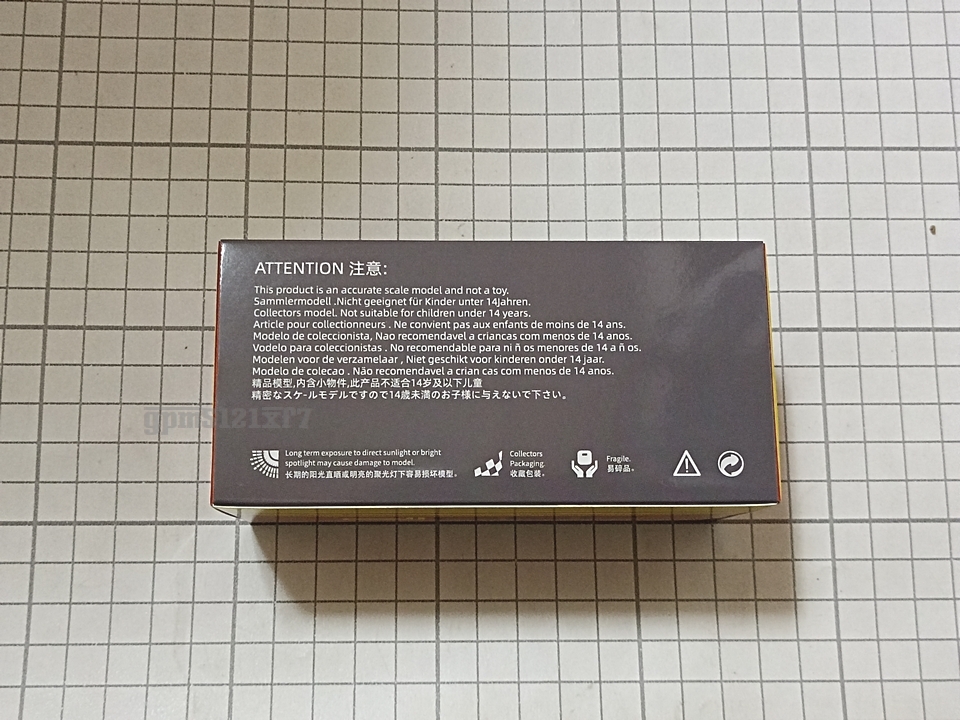 ATTENTION 注意:
This product is an accurate scale model and not a toy.
Sammlermodell .Nicht geeignet für Kinder unter 14Jahren.
Collectors model. Not suitable for children under 14 years.
Article pour collectionneurs . Ne convient pas aux enfants de moins de 14 ans.
Modelo de coleccionista, Nao recomendavel a criancas com menos de 14 anos.
Vodelo para coleccionistas . No recomendable para ni ñ os menores de 14 a ñ os.
Modelen voor de verzamelaar , Niet geschikt voor kinderen onder 14 jaar.
Modelo de colecao . Não recomendavel a crian cas com menos de 14 anos.
精品模型,内含小物件,此产品不适合14岁及以下儿童
精密なスケールモデルですので14歳未満のお子様に与えないで下さい。
Long term exposure to direct sunlight or bright
spotlight may cause damage to model.
长期的阳光直晒或明亮的聚光灯下容易损坏模型。
Collectors
Packaging.
收藏包装。
Fragile.
易碎品。